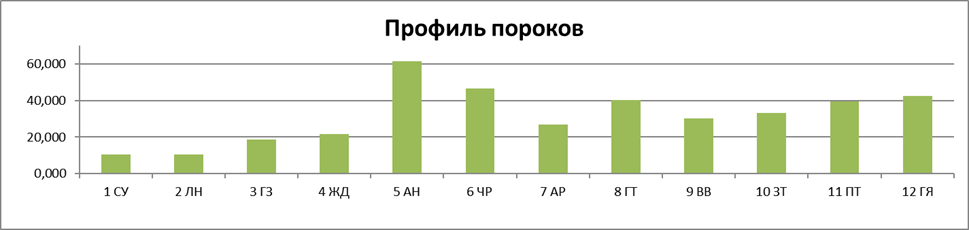 Профиль пороков
60,000
40,000
20,000
0,000
1 СУ 2 ЛН 3 ГЗ 4 ЖД 5 АН 6 ЧР 7 АР 8 ГТ 9 ВВ 10 ЗТ 11 ПТ 12 ГЯ